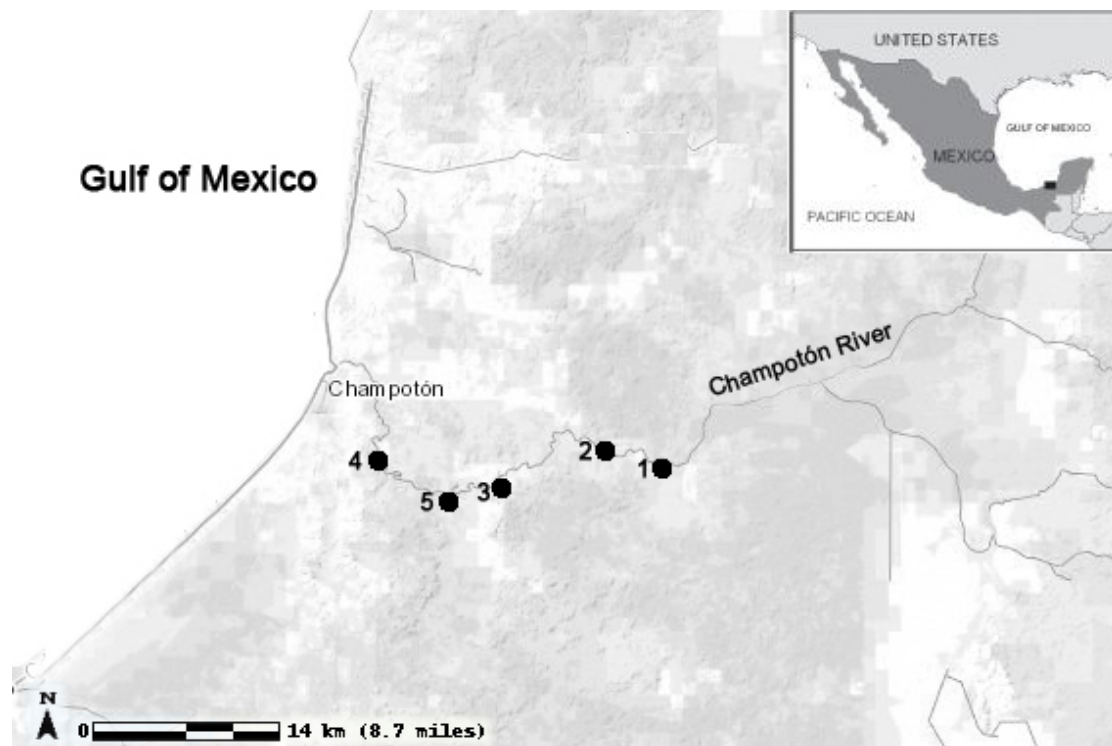 UNITED STATES
GULF OF MEXICO
MEXICO
PACIFIC OCEAN
Gulf of Mexico
Champotón River
Champotón
2
4
1
3
5
N
0 14 km (8.7 miles)